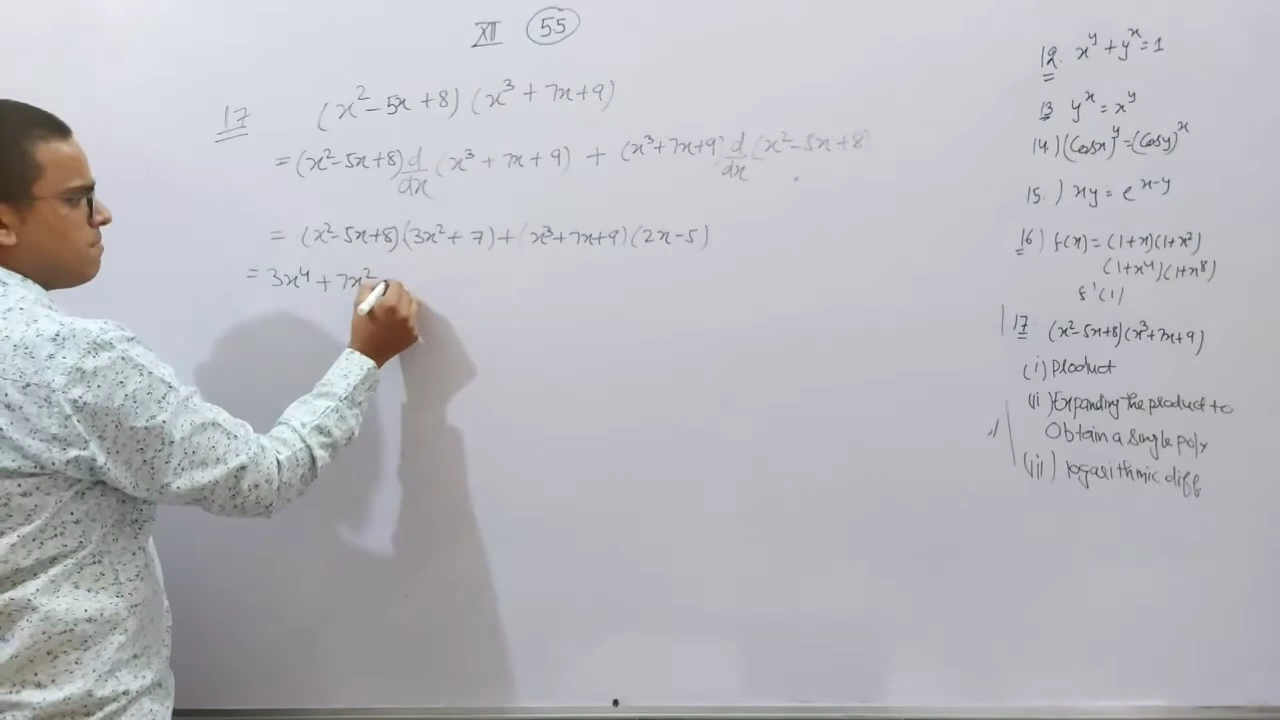 XII 55
17 (x² - 5x + 8) (x³ + 7x + 9)
= (x² - 5x + 8) d/dx (x³ + 7x + 9) + (x³ + 7x + 9) d/dx (x² - 5x + 8)
= (x² - 5x + 8) (3x² + 7) + (x³ + 7x + 9) (2x - 5)
= 3x⁴ + 7x²
12. x^y + y^x = 1
13 y^x = x^y
14.) (cosx)^y = (cosy)^x
15.) xy = e^(x-y)
16) f(x) = (1+x)(1+x²)
(1+x⁴)(1+x⁸)
f'(1)
17 (x² - 5x + 8)(x³ + 7x + 9)
(i) Product
(ii) Expanding the product to
Obtain a single poly
(iii) logarithmic diff